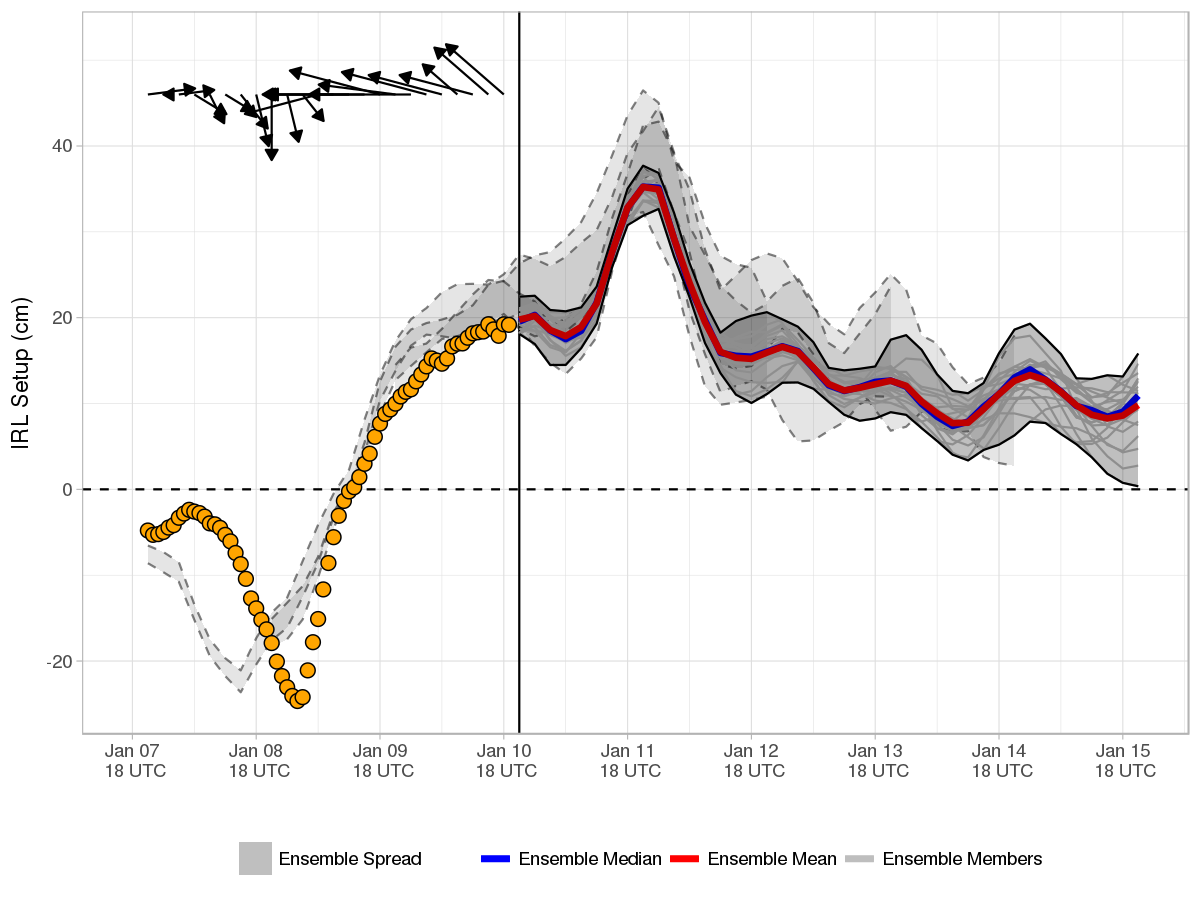 IRL Setup (cm)
40
20
0
-20
Jan 07 Jan 08 Jan 09 Jan 10 Jan 11 Jan 12 Jan 13 Jan 14 Jan 15
18 UTC 18 UTC 18 UTC 18 UTC 18 UTC 18 UTC 18 UTC 18 UTC 18 UTC
Ensemble Spread Ensemble Median Ensemble Mean Ensemble Members